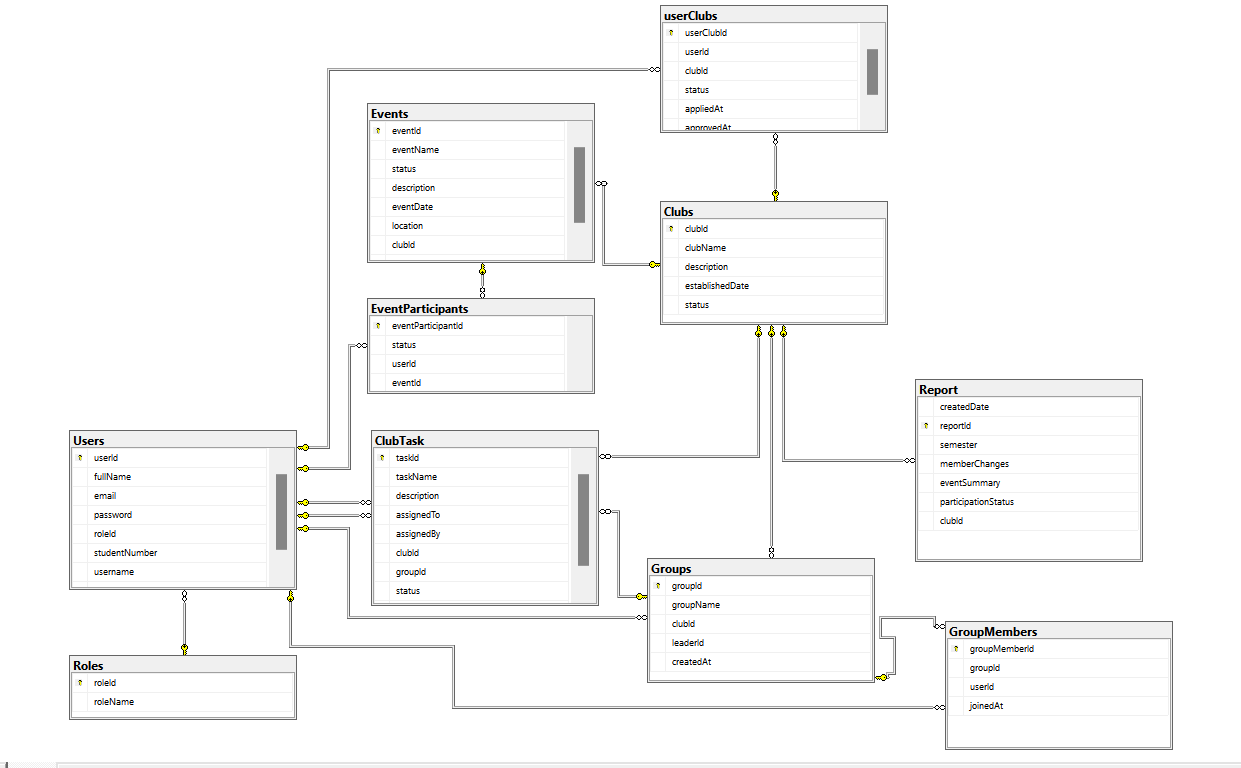 userClubs
userClubId
userId
clubId
status
appliedAt
approvedAt
Events
eventId
eventName
status
description
eventDate
location
clubId
Clubs
clubId
clubName
description
establishedDate
status
EventParticipants
eventParticipantId
status
userId
eventId
Report
createdDate
reportId
semester
memberChanges
eventSummary
participationStatus
clubId
Users
userId
fullName
email
password
roleId
studentNumber
username
ClubTask
taskId
taskName
description
assignedTo
assignedBy
clubId
groupId
status
Groups
groupId
groupName
clubId
leaderId
createdAt
GroupMembers
groupMemberId
groupId
userId
joinedAt
Roles
roleId
roleName